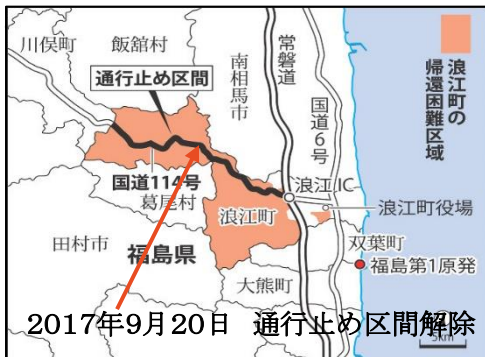 川俣町
飯舘村
通行止め区間
南相馬市
常磐道
国道6号
浪江町の
帰還困難区域
国道114号
葛尾村
浪江町
浪江IC
浪江町役場
双葉町
福島第1原発
田村市
福島県
大熊町
2017年9月20日 通行止め区間解除
5km